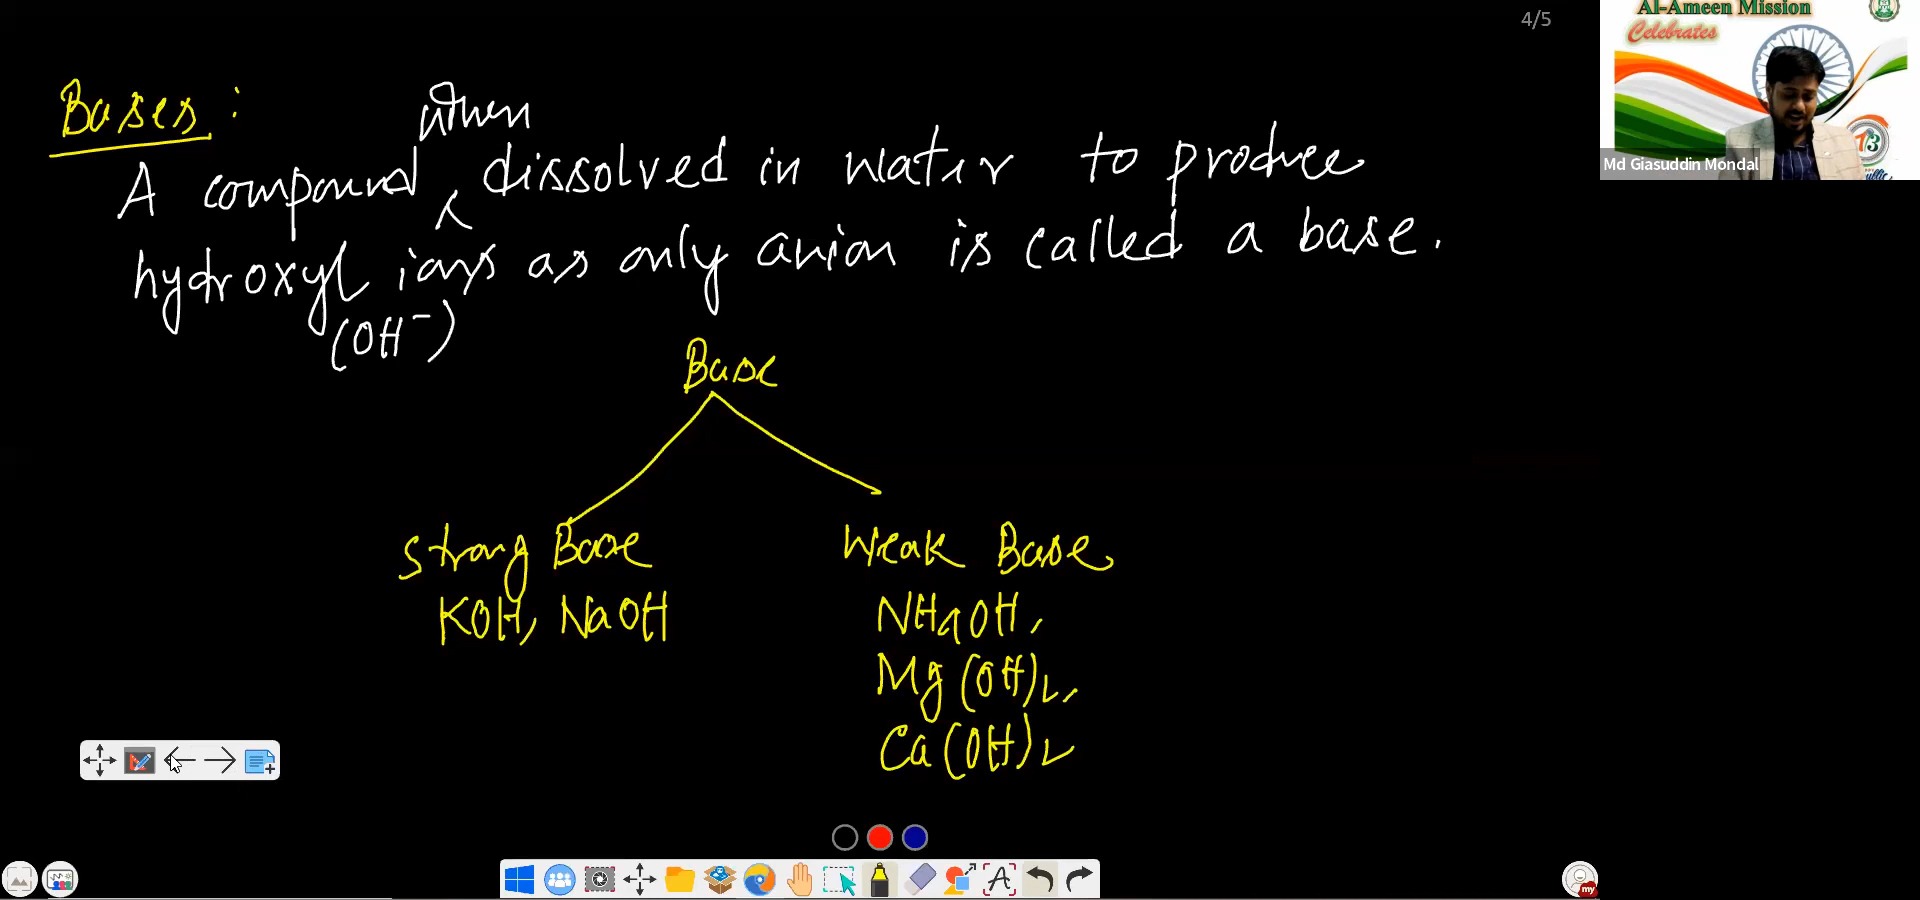 4/5
Al-Ameen Mission
Celebrates
73
Md Giasuddin Mondal
Bases :
when
A compound ^ dissolved in water to produce
hydroxyl ions as only anion is called a base.
(OH⁻)
Base
Strong Base
KOH, NaOH
Weak Base
NH4OH,
Mg(OH)2,
Ca(OH)2
my